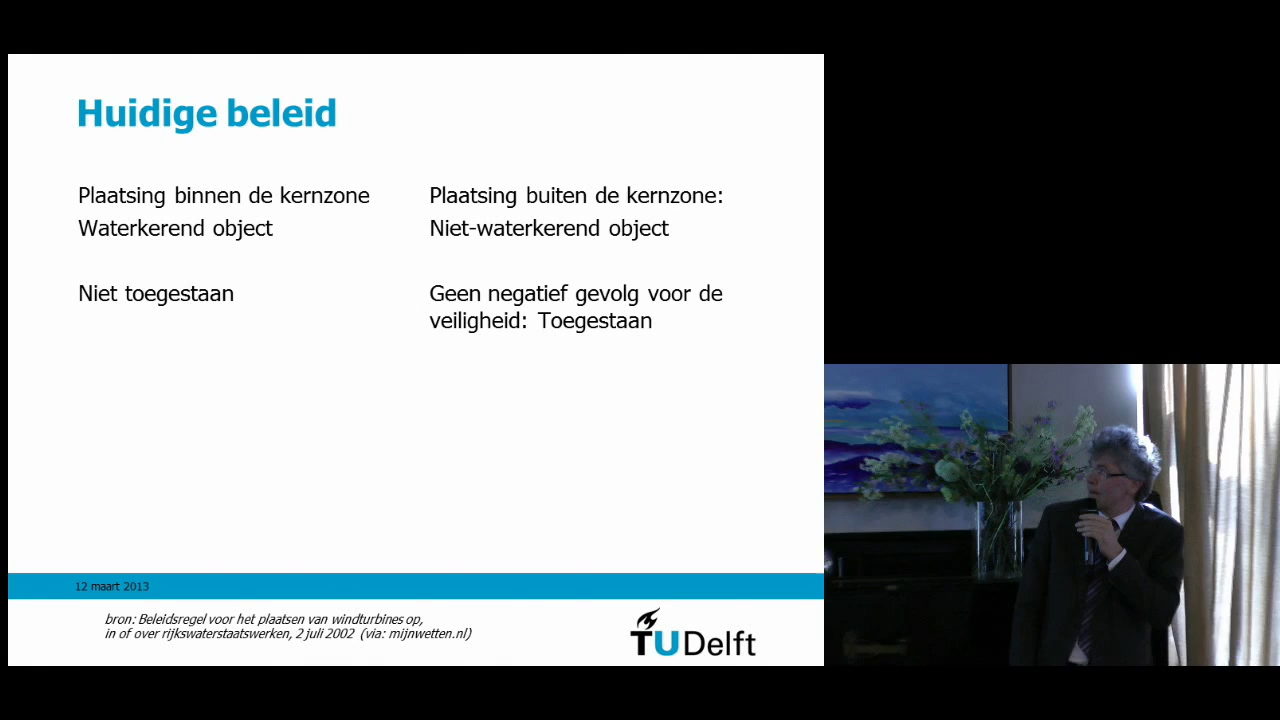 Huidige beleid
Plaatsing binnen de kernzone
Waterkerend object
Niet toegestaan
Plaatsing buiten de kernzone:
Niet-waterkerend object
Geen negatief gevolg voor de
veiligheid: Toegestaan
12 maart 2013
bron: Beleidsregel voor het plaatsen van windturbines op,
in of over rijkswaterstaatswerken, 2 juli 2002 (via: mijnwetten.nl)
TUDelft